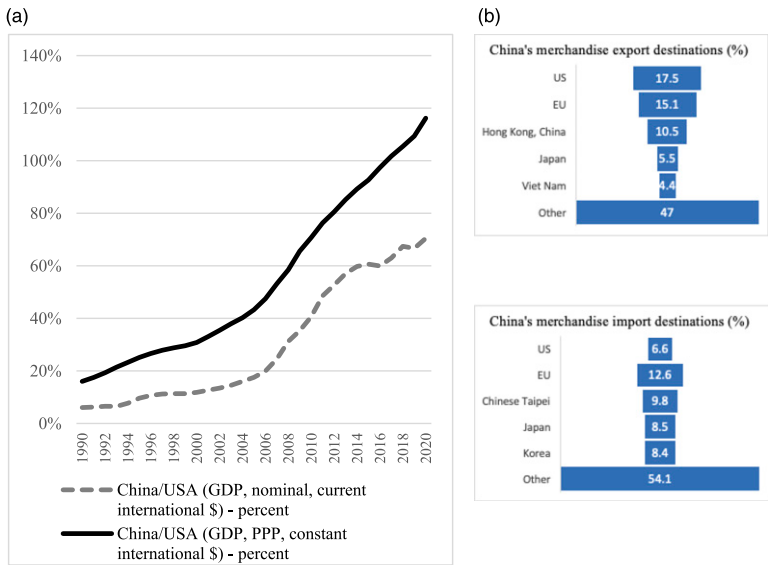 (a)
140%
120%
100%
80%
60%
40%
20%
0%
1990
1992
1994
1996
1998
2000
2002
2004
2006
2008
2010
2012
2014
2016
2018
2020
China/USA (GDP, nominal, current
international $) - percent
China/USA (GDP, PPP, constant
international $) - percent
(b)
China's merchandise export destinations (%)
US 17.5
EU 15.1
Hong Kong, China 10.5
Japan 5.5
Viet Nam 4.4
Other 47
China's merchandise import destinations (%)
US 6.6
EU 12.6
Chinese Taipei 9.8
Japan 8.5
Korea 8.4
Other 54.1